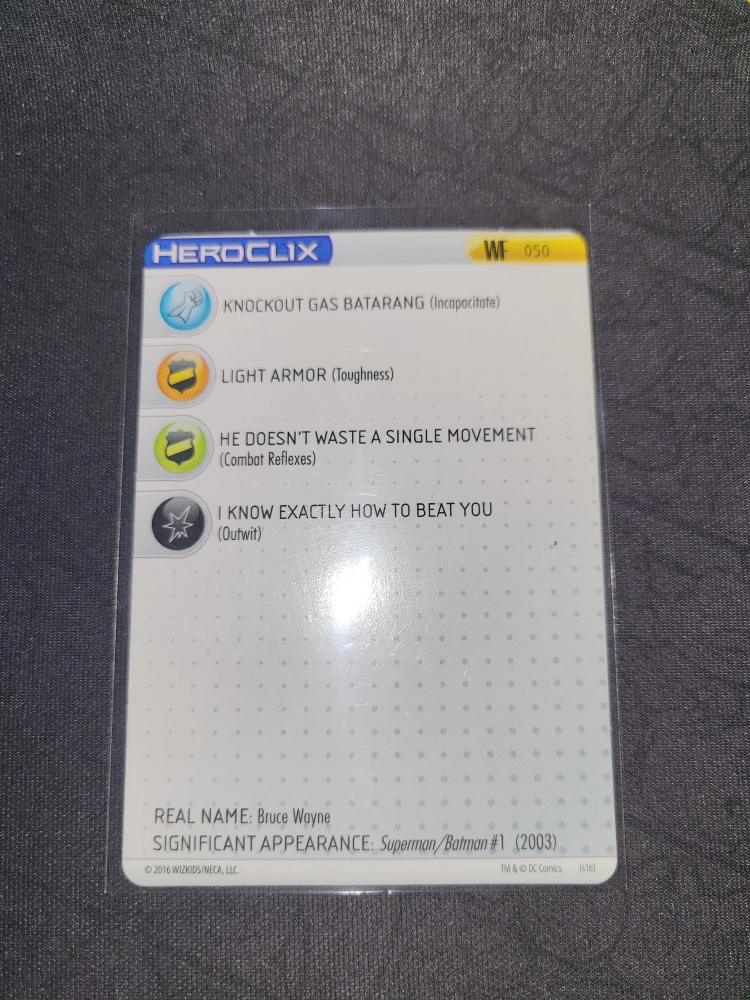 HEROCLIX
WF 050
KNOCKOUT GAS BATARANG (Incapacitate)
LIGHT ARMOR (Toughness)
HE DOESN'T WASTE A SINGLE MOVEMENT
(Combat Reflexes)
I KNOW EXACTLY HOW TO BEAT YOU
(Outwit)
REAL NAME: Bruce Wayne
SIGNIFICANT APPEARANCE: Superman/Batman #1 (2003)
© 2016 WIZKIDS/NECA, LLC. TM & © DC Comics. (s16)